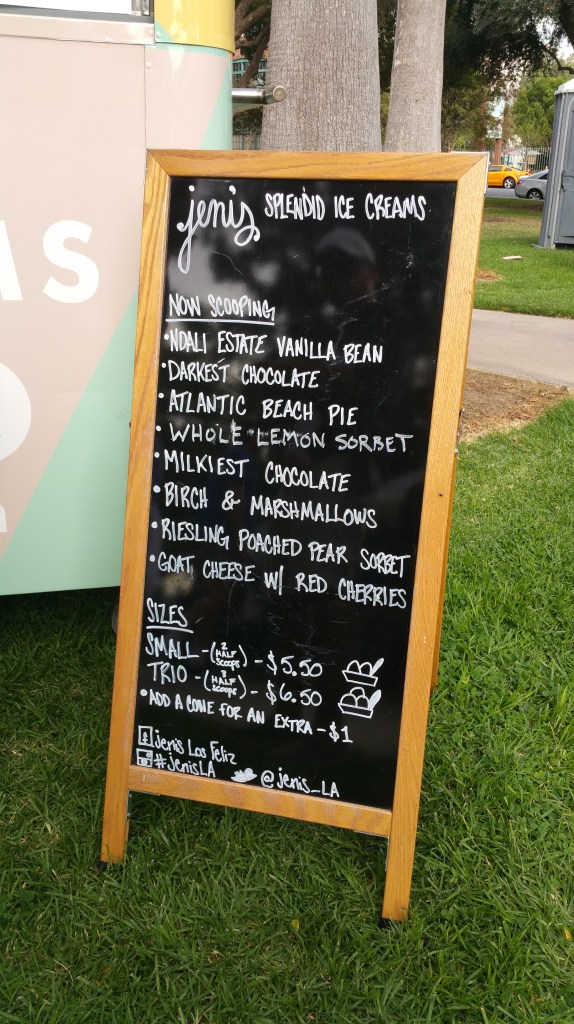 AS
jeni's SPLENDID ICE CREAMS
NOW SCOOPING
• NDALI ESTATE VANILLA BEAN
• DARKEST CHOCOLATE
• ATLANTIC BEACH PIE
• WHOLE LEMON SORBET
• MILKIEST CHOCOLATE
• BIRCH & MARSHMALLOWS
• RIESLING POACHED PEAR SORBET
• GOAT CHEESE W/ RED CHERRIES
SIZES
SMALL - (2 HALF SCOOPS) - $5.50
TRIO - (3 HALF SCOOPS) - $6.50
• ADD A CONE FOR AN EXTRA - $1
jenis Los Feliz
#jenisLA @jenis_LA